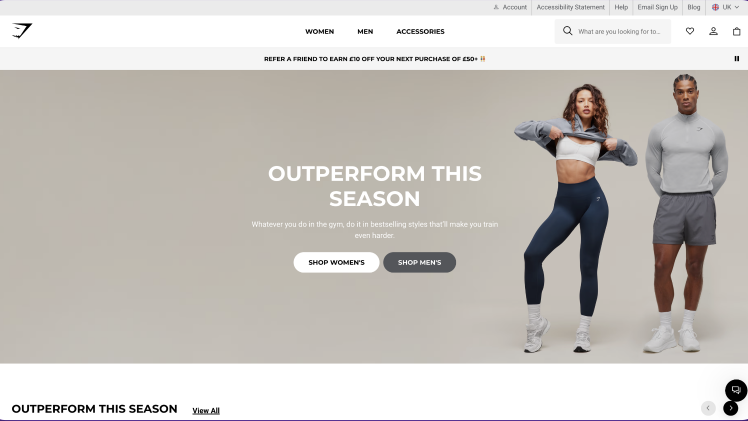 Account
Accessibility Statement
Help
Email Sign Up
Blog
UK
WOMEN
MEN
ACCESSORIES
What are you looking for to...
REFER A FRIEND TO EARN £10 OFF YOUR NEXT PURCHASE OF £50+
OUTPERFORM THIS
SEASON
Whatever you do in the gym, do it in bestselling styles that'll make you train
even harder.
SHOP WOMEN'S
SHOP MEN'S
OUTPERFORM THIS SEASON
View All